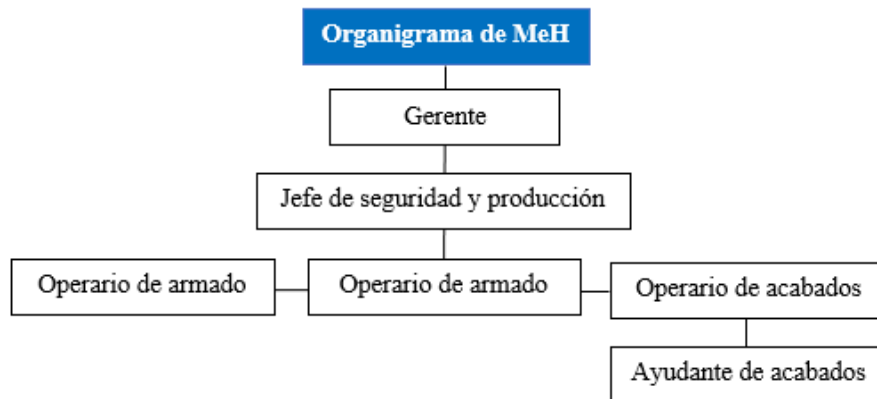 Organigrama de MeH
Gerente
Jefe de seguridad y producción
Operario de armado
Operario de armado
Operario de acabados
Ayudante de acabados